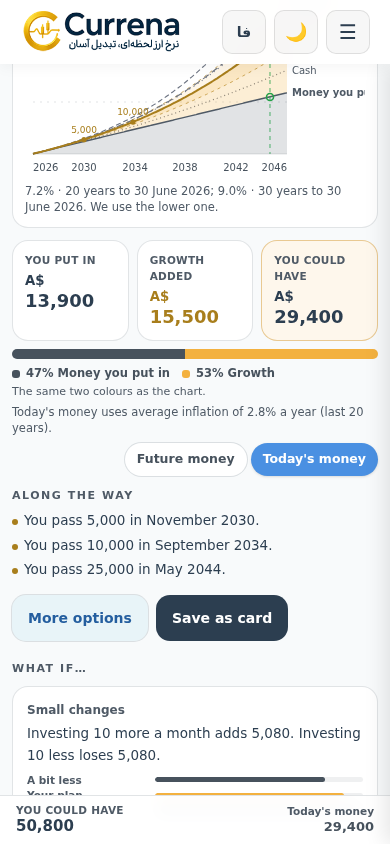 Currena
نرخ ارز لحظه‌ای، تبدیل آسان
فا
Cash
Money you p
10,000
5,000
2026 2030 2034 2038 2042 2046
7.2% · 20 years to 30 June 2026; 9.0% · 30 years to 30
June 2026. We use the lower one.
YOU PUT IN
A$
13,900
GROWTH
ADDED
A$
15,500
YOU COULD
HAVE
A$
29,400
47% Money you put in 53% Growth
The same two colours as the chart.
Today's money uses average inflation of 2.8% a year (last 20
years).
Future money Today's money
ALONG THE WAY
You pass 5,000 in November 2030.
You pass 10,000 in September 2034.
You pass 25,000 in May 2044.
More options Save as card
WHAT IF…
Small changes
Investing 10 more a month adds 5,080. Investing
10 less loses 5,080.
A bit less
Your plan
YOU COULD HAVE Today's money
50,800 29,400